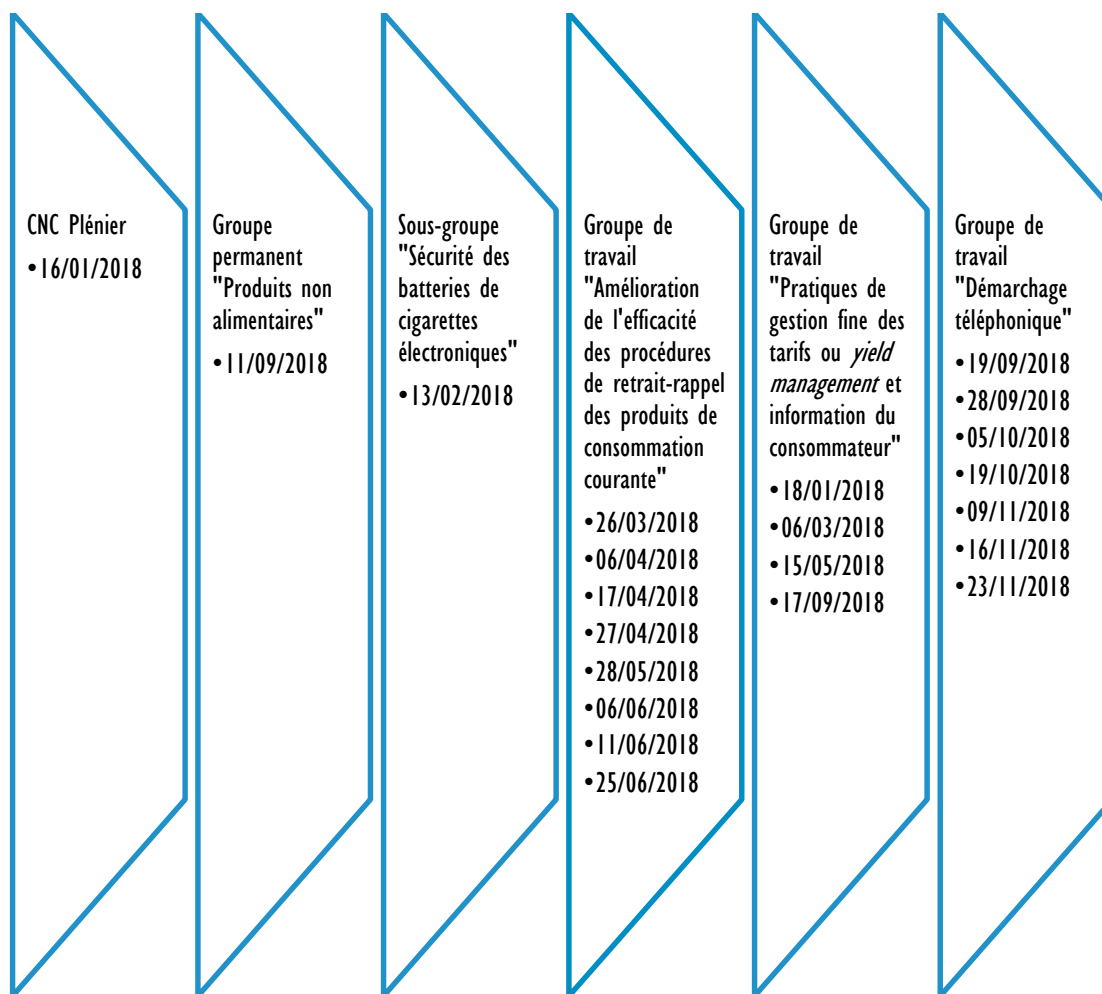 CNC Plénier
•16/01/2018
Groupe
permanent
"Produits non
alimentaires"
•11/09/2018
Sous-groupe
"Sécurité des
batteries de
cigarettes
électroniques"
•13/02/2018
Groupe de
travail
"Amélioration
de l'efficacité
des procédures
de retrait-rappel
des produits de
consommation
courante"
•26/03/2018
•06/04/2018
•17/04/2018
•27/04/2018
•28/05/2018
•06/06/2018
•11/06/2018
•25/06/2018
Groupe de
travail
"Pratiques de
gestion fine des
tarifs ou yield
management et
information du
consommateur"
•18/01/2018
•06/03/2018
•15/05/2018
•17/09/2018
Groupe de
travail
"Démarchage
téléphonique"
•19/09/2018
•28/09/2018
•05/10/2018
•19/10/2018
•09/11/2018
•16/11/2018
•23/11/2018